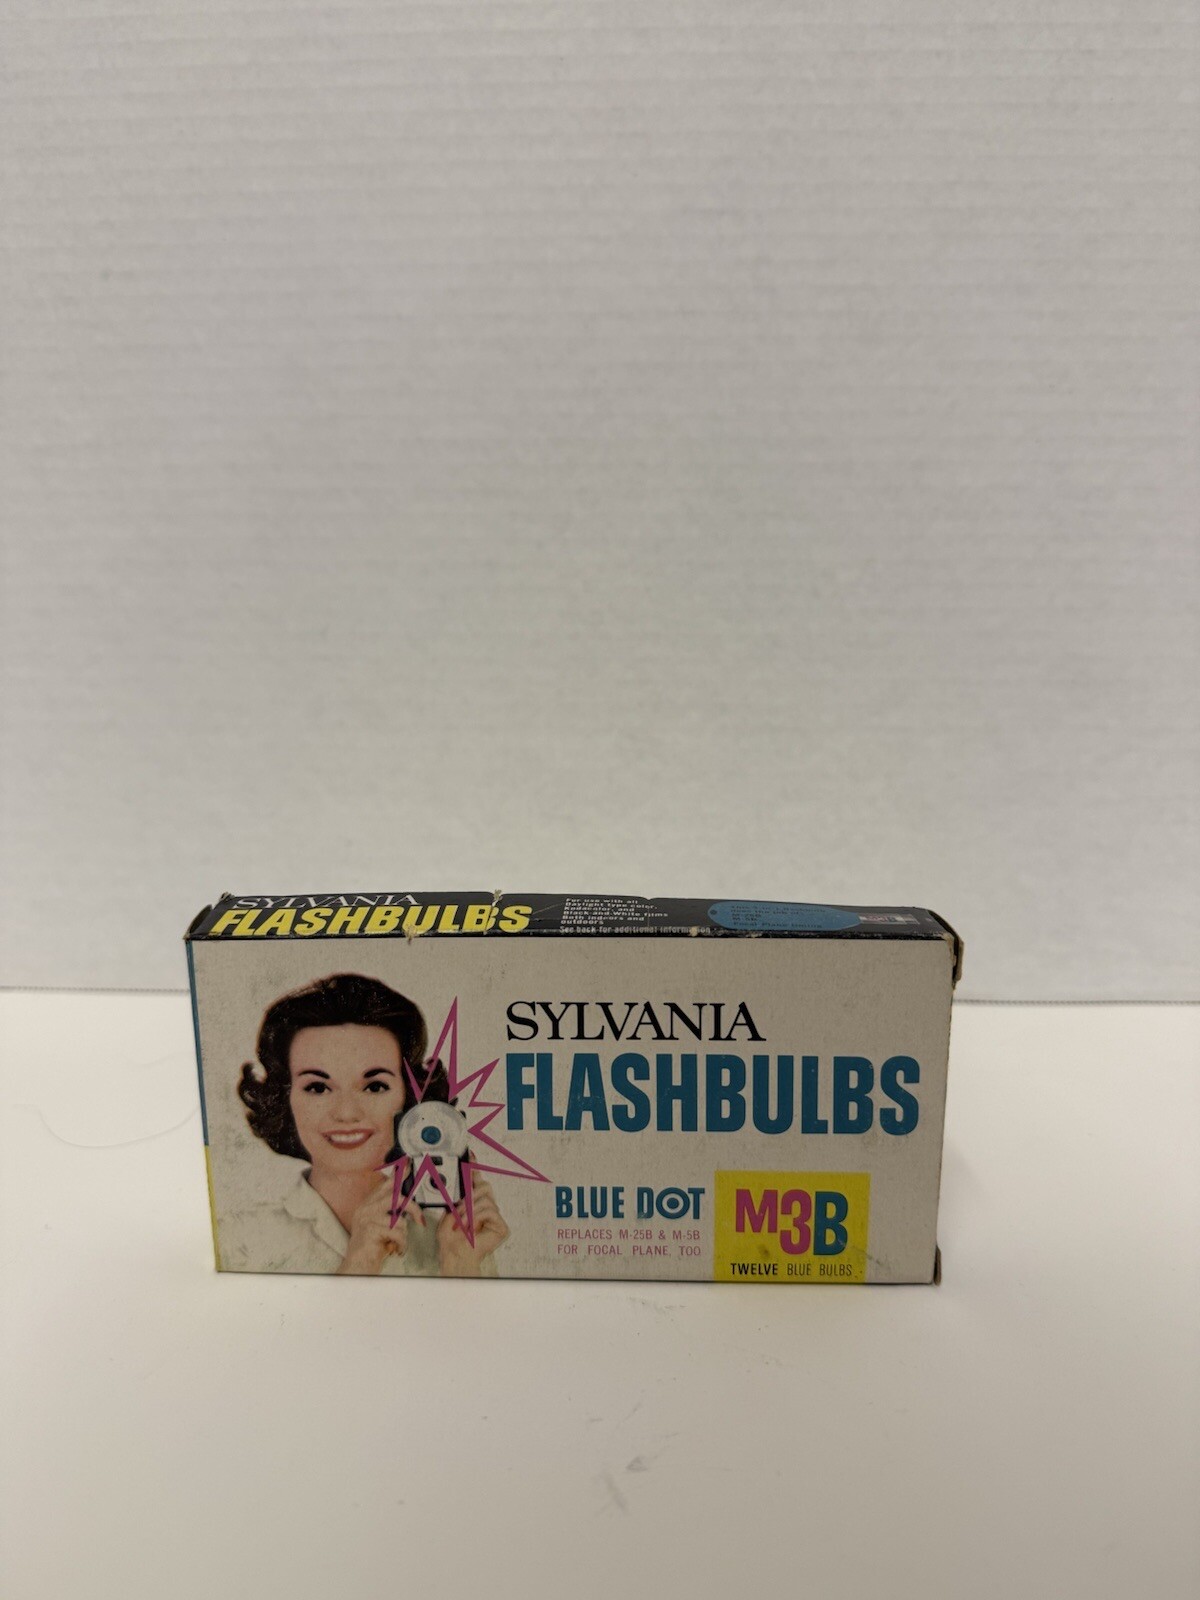 SYLVANIA
FLASHBULBS
For use with all
Daylight type color,
Kodacolor, and
Black-and-White films
Both indoors and
outdoors
See back for additional information
SYLVANIA
FLASHBULBS
BLUE DOT
REPLACES M-25B & M-5B
FOR FOCAL PLANE, TOO
M3B
TWELVE BLUE BULBS